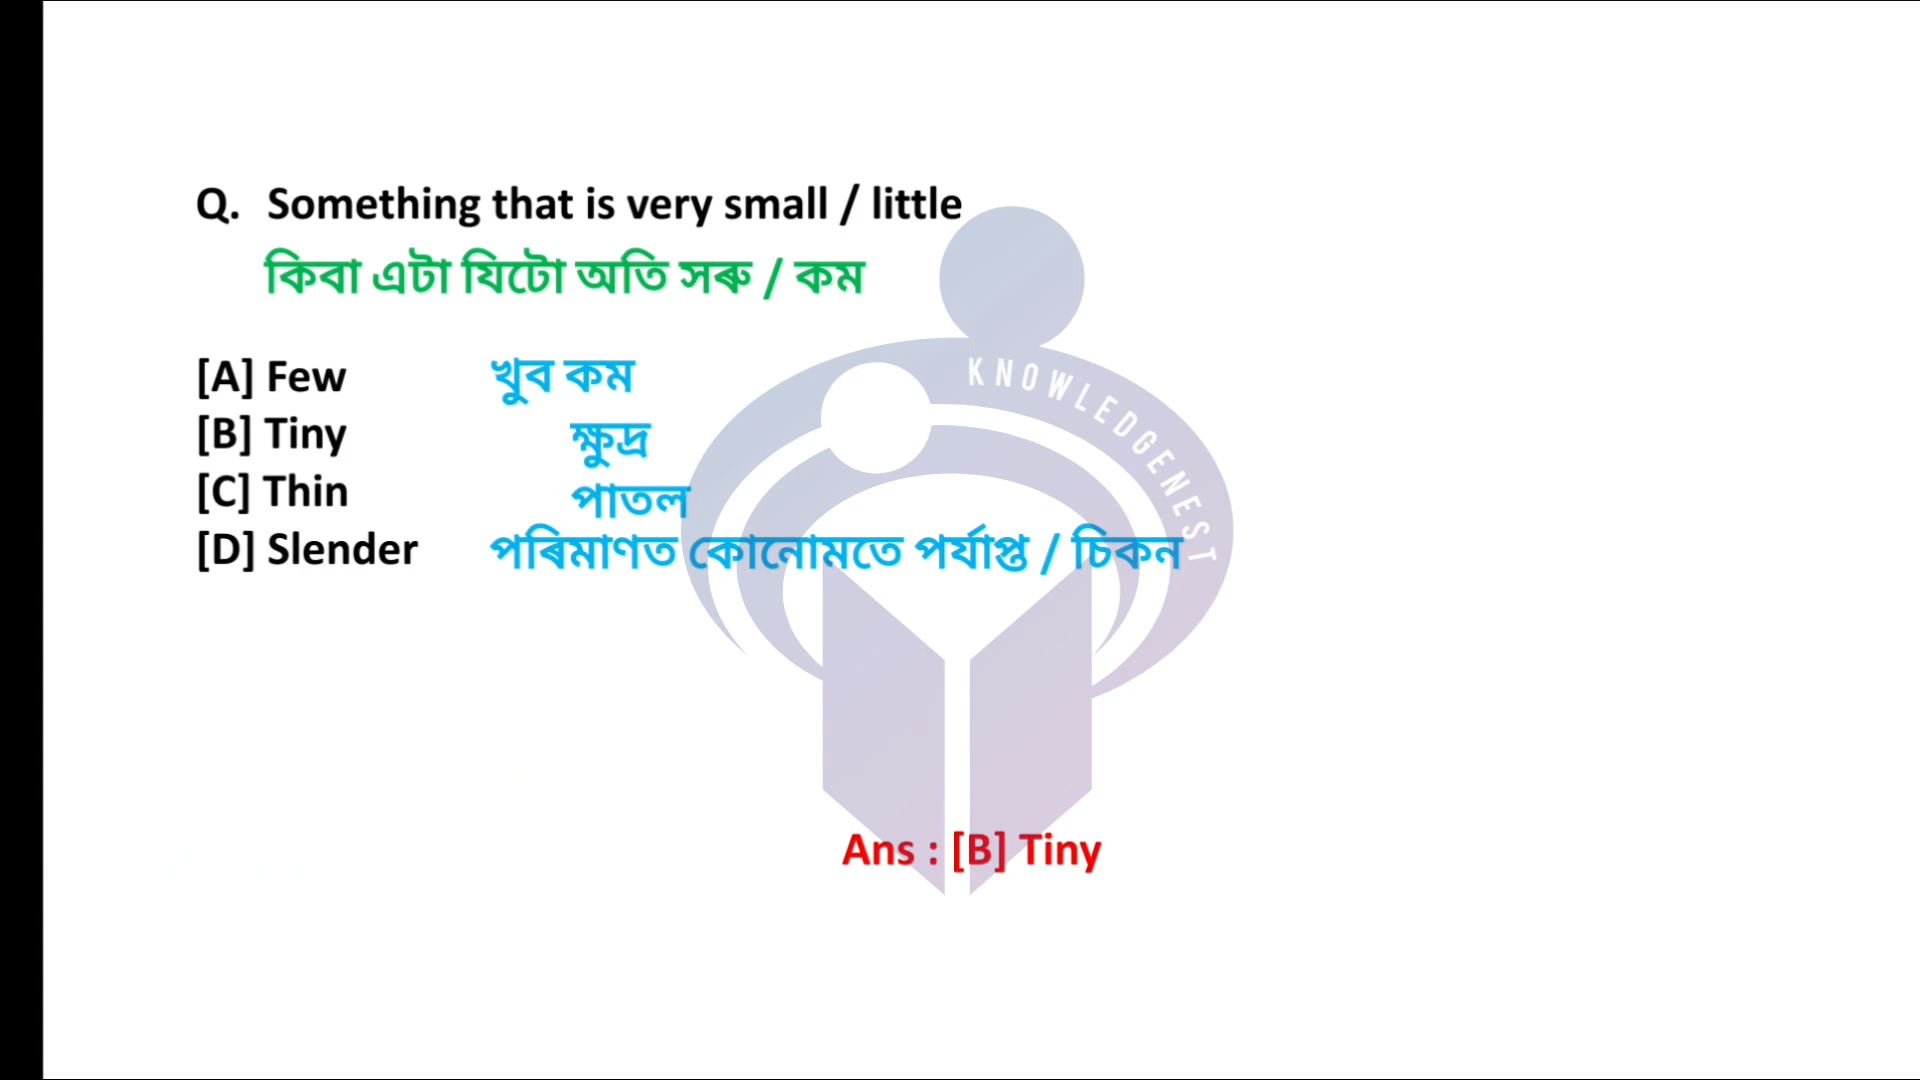 Q. Something that is very small / little
কিবা এটা যিটো অতি সৰু / কম
[A] Few খুব কম
[B] Tiny ক্ষুদ্ৰ
[C] Thin পাতল
[D] Slender পৰিমাণত কোনোমতে পৰ্যাপ্ত / চিকন
KNOWLEDGENEST
Ans : [B] Tiny